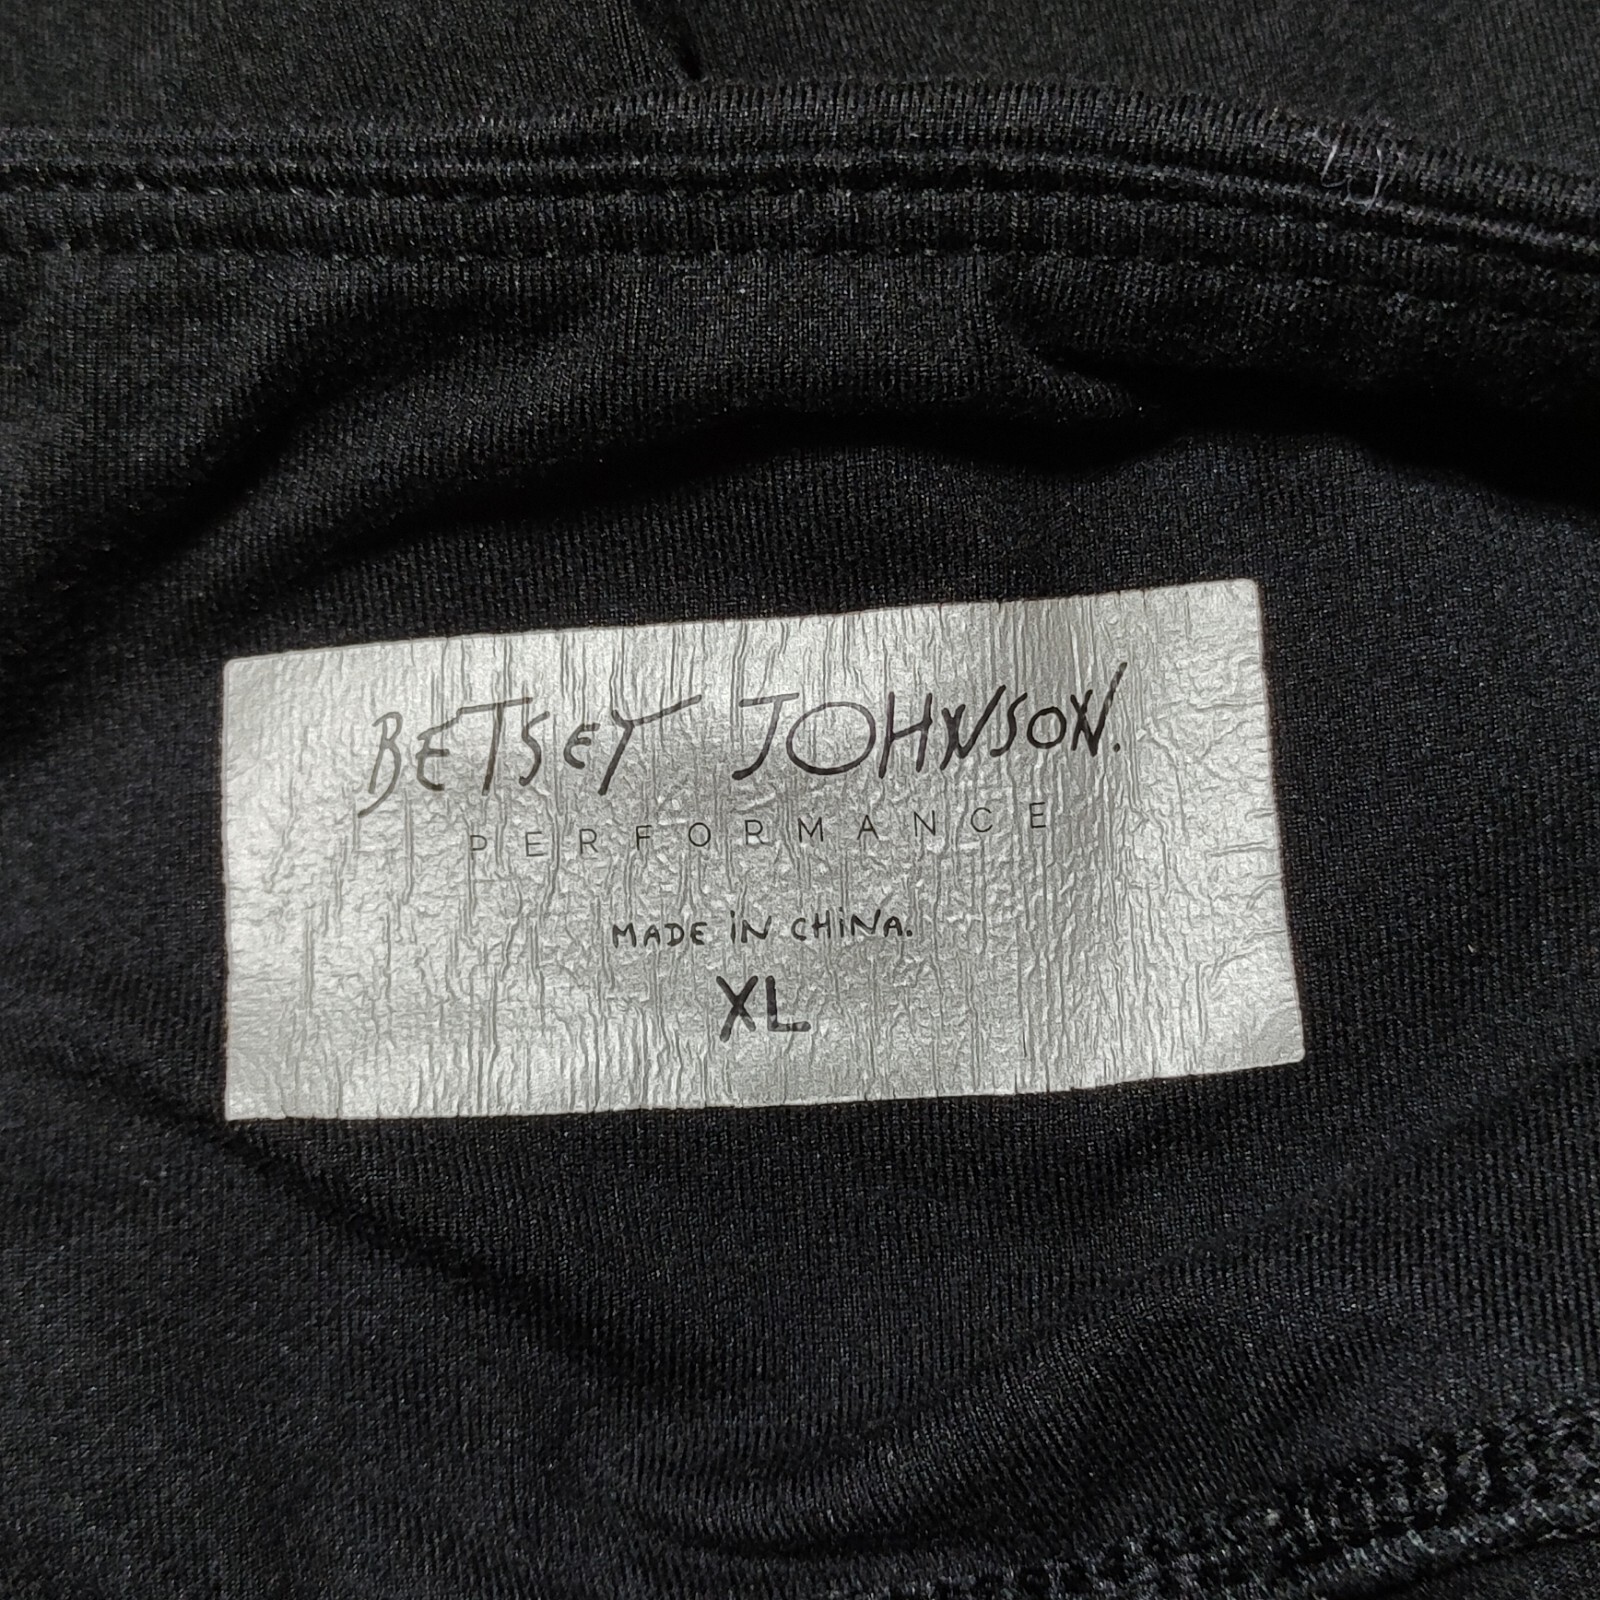 BETSEY JOHNSON.
PERFORMANCE
MADE iN CHiNA.
XL